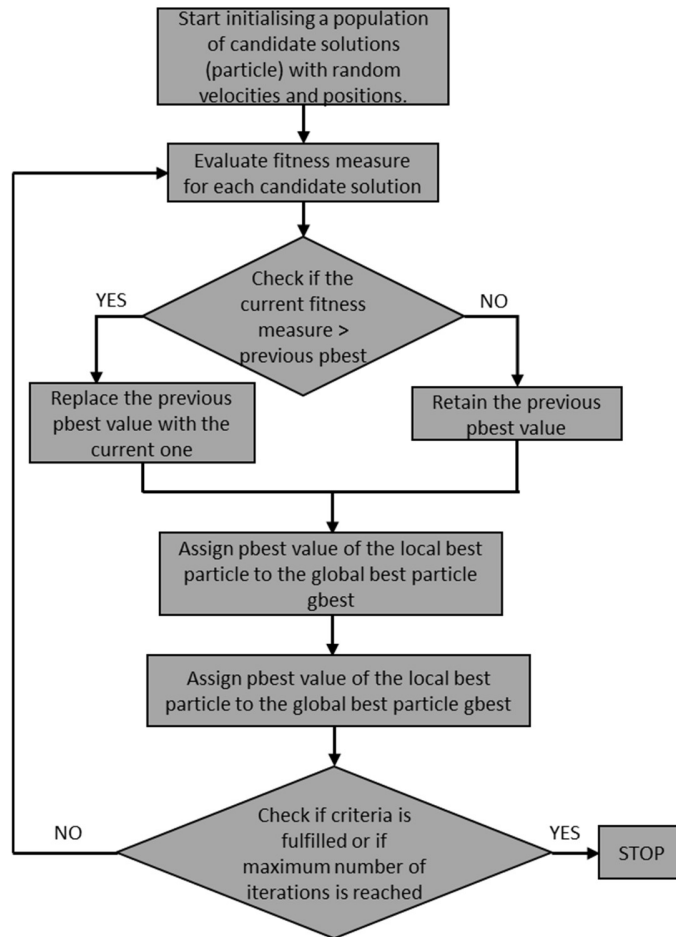 Start initialising a population
of candidate solutions
(particle) with random
velocities and positions.
Evaluate fitness measure
for each candidate solution
Check if the
current fitness
measure >
previous pbest
YES
NO
Replace the previous
pbest value with the
current one
Retain the previous
pbest value
Assign pbest value of the local best
particle to the global best particle
gbest
Assign pbest value of the local best
particle to the global best particle gbest
Check if criteria is
fulfilled or if
maximum number of
iterations is reached
NO
YES
STOP